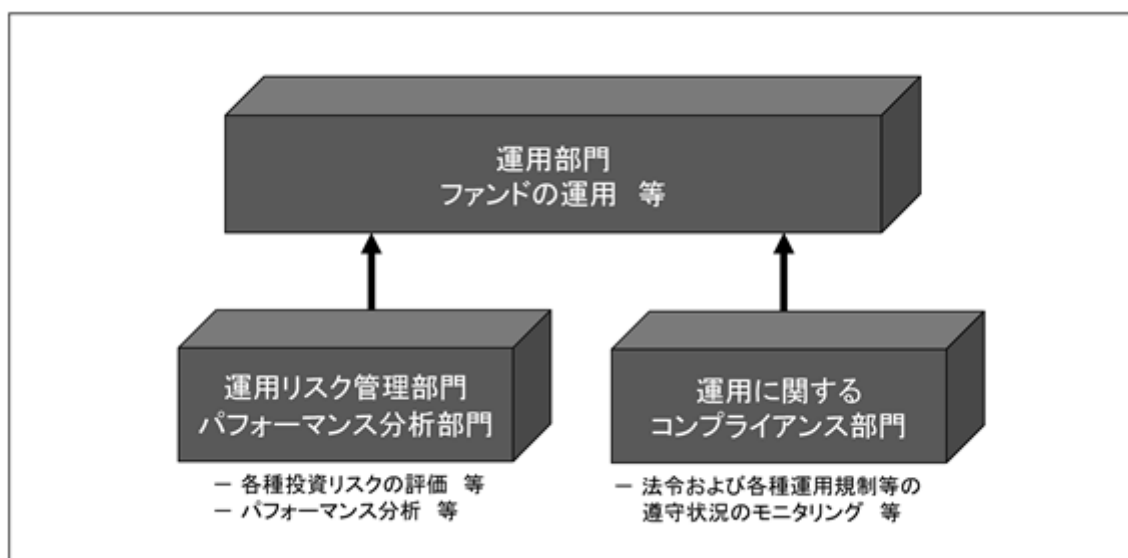 運用部門
ファンドの運用 等
運用リスク管理部門
パフォーマンス分析部門
－ 各種投資リスクの評価 等
－ パフォーマンス分析 等
運用に関する
コンプライアンス部門
－ 法令および各種運用規制等の
遵守状況のモニタリング 等